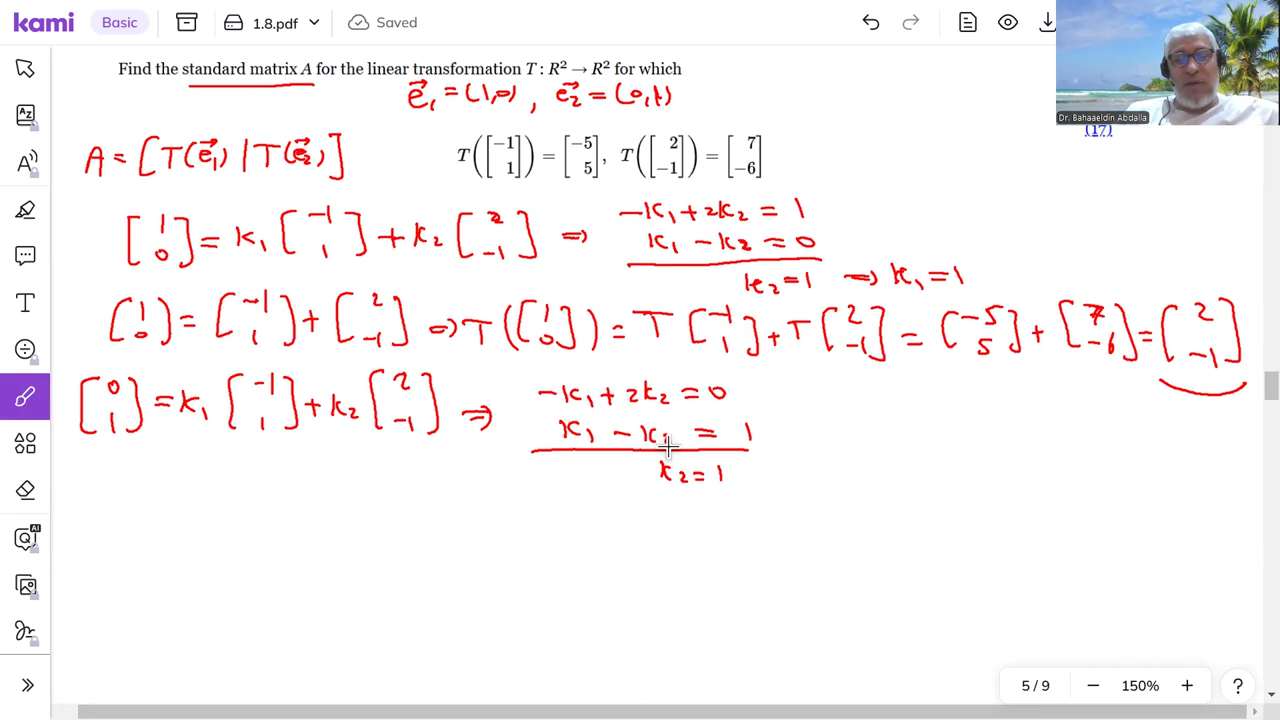 kami Basic 1.8.pdf Saved
Dr. Bahaaeldin Abdalla
Find the standard matrix A for the linear transformation T : R² → R² for which
e⃗₁ = (1,0) , e⃗₂ = (0,1)
(17)
A = [T(e⃗₁) | T(e⃗₂)]
T([−1 1]) = [−5 5], T([2 −1]) = [7 −6]
[1 0] = k₁ [−1 1] + k₂ [2 −1] ⇒
−k₁ + 2k₂ = 1
k₁ − k₂ = 0
k₂ = 1 ⇒ k₁ = 1
[1 0] = [−1 1] + [2 −1] ⇒ T([1 0]) = T [−1 1] + T [2 −1] = [−5 5] + [7 −6] = [2 −1]
[0 1] = k₁ [−1 1] + k₂ [2 −1] ⇒
−k₁ + 2k₂ = 0
k₁ − k₂ = 1
k₂ = 1
5 / 9 − 150% + ?